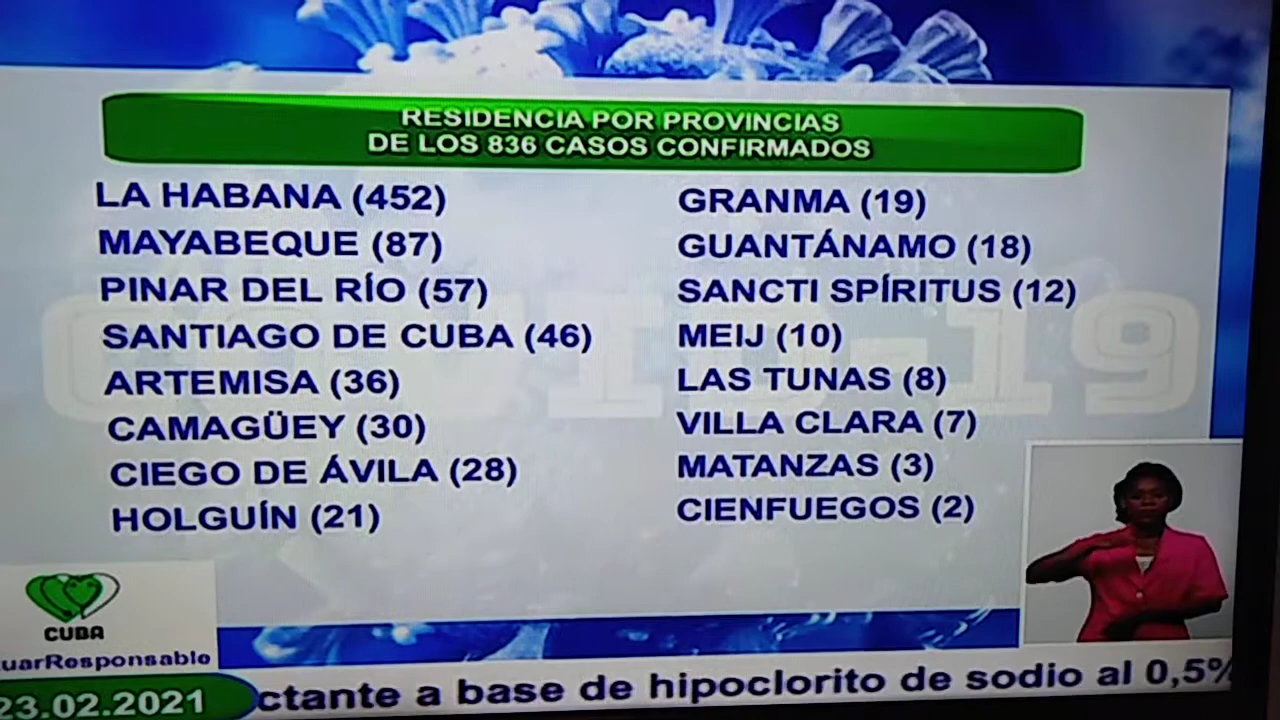 RESIDENCIA POR PROVINCIAS
DE LOS 836 CASOS CONFIRMADOS
LA HABANA (452)
MAYABEQUE (87)
PINAR DEL RÍO (57)
SANTIAGO DE CUBA (46)
ARTEMISA (36)
CAMAGÜEY (30)
CIEGO DE ÁVILA (28)
HOLGUÍN (21)
GRANMA (19)
GUANTÁNAMO (18)
SANCTI SPÍRITUS (12)
MEIJ (10)
LAS TUNAS (8)
VILLA CLARA (7)
MATANZAS (3)
CIENFUEGOS (2)
COVID-19
CUBA
uarResponsable
23.02.2021
ctante a base de hipoclorito de sodio al 0,5%